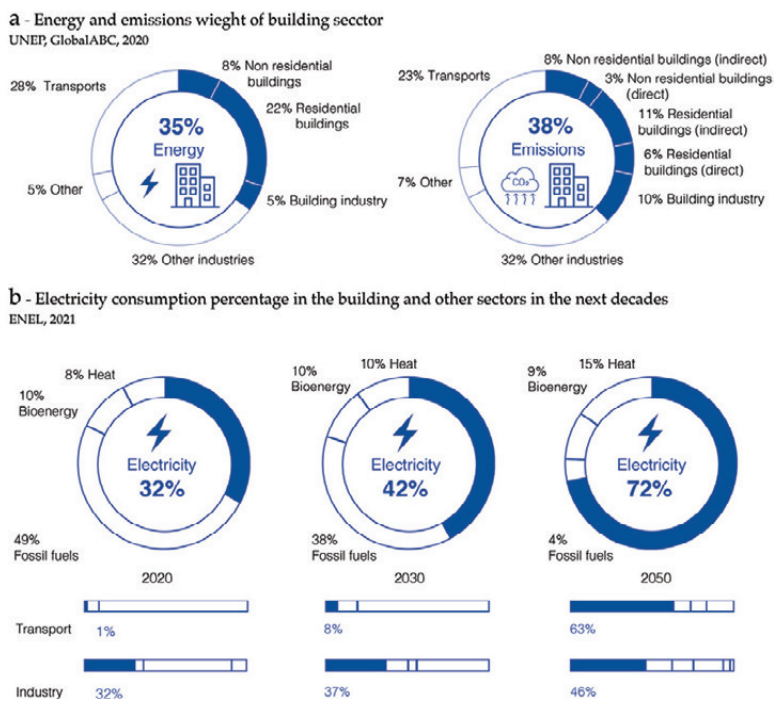 a - Energy and emissions wieght of building secctor
UNEP, GlobalABC, 2020
8% Non residential
buildings
28% Transports
22% Residential
buildings
35%
Energy
5% Other
5% Building industry
32% Other industries
8% Non residential buildings (indirect)
23% Transports
3% Non residential buildings
(direct)
11% Residential
buildings (indirect)
38%
Emissions
CO₂
6% Residential
buildings (direct)
7% Other
10% Building industry
32% Other industries
b - Electricity consumption percentage in the building and other sectors in the next decades
ENEL, 2021
8% Heat
10%
Bioenergy
Electricity
32%
49%
Fossil fuels
2020
10% Heat
10%
Bioenergy
Electricity
42%
38%
Fossil fuels
2030
15% Heat
9%
Bioenergy
Electricity
72%
4%
Fossil fuels
2050
Transport
1%
8%
63%
Industry
32%
37%
46%